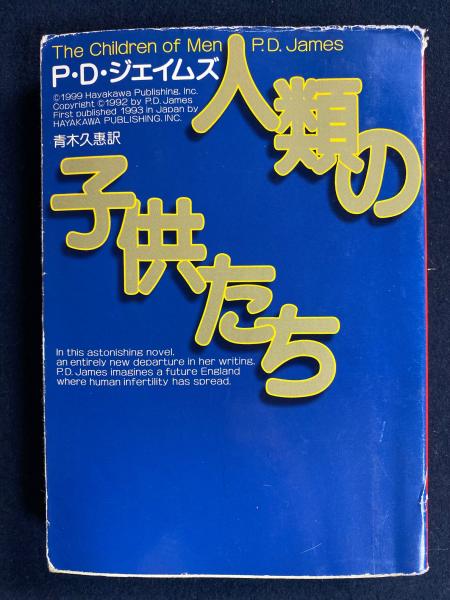 The Children of Men P.D. James
P・D・ジェイムズ
©1999 Hayakawa Publishing, Inc.
Copyright ©1992 by P.D. James
First published 1993 in Japan by
HAYAKAWA PUBLISHING, INC.
青木久惠訳
人類の
子供たち
In this astonishing novel,
an entirely new departure in her writing,
P.D. James imagines a future England
where human infertility has spread.